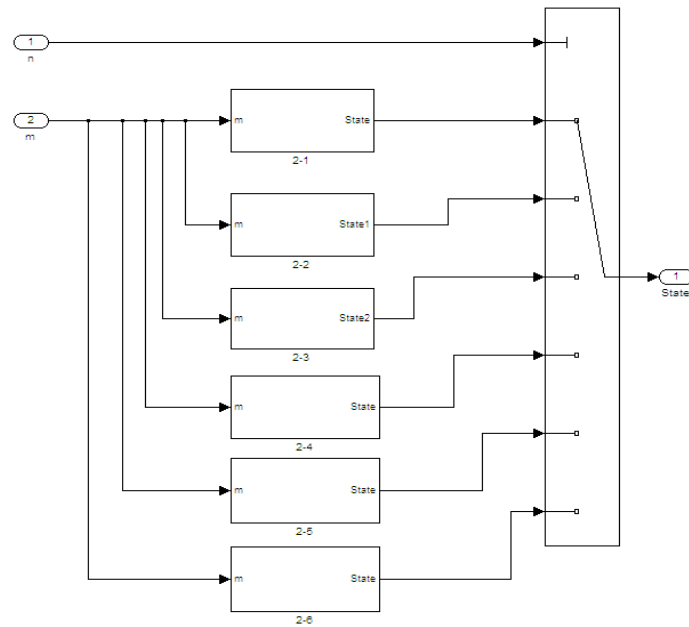 1
n
2
m
m State
2-1
m State1
2-2
1
State
m State2
2-3
m State
2-4
m State
2-5
m State
2-6